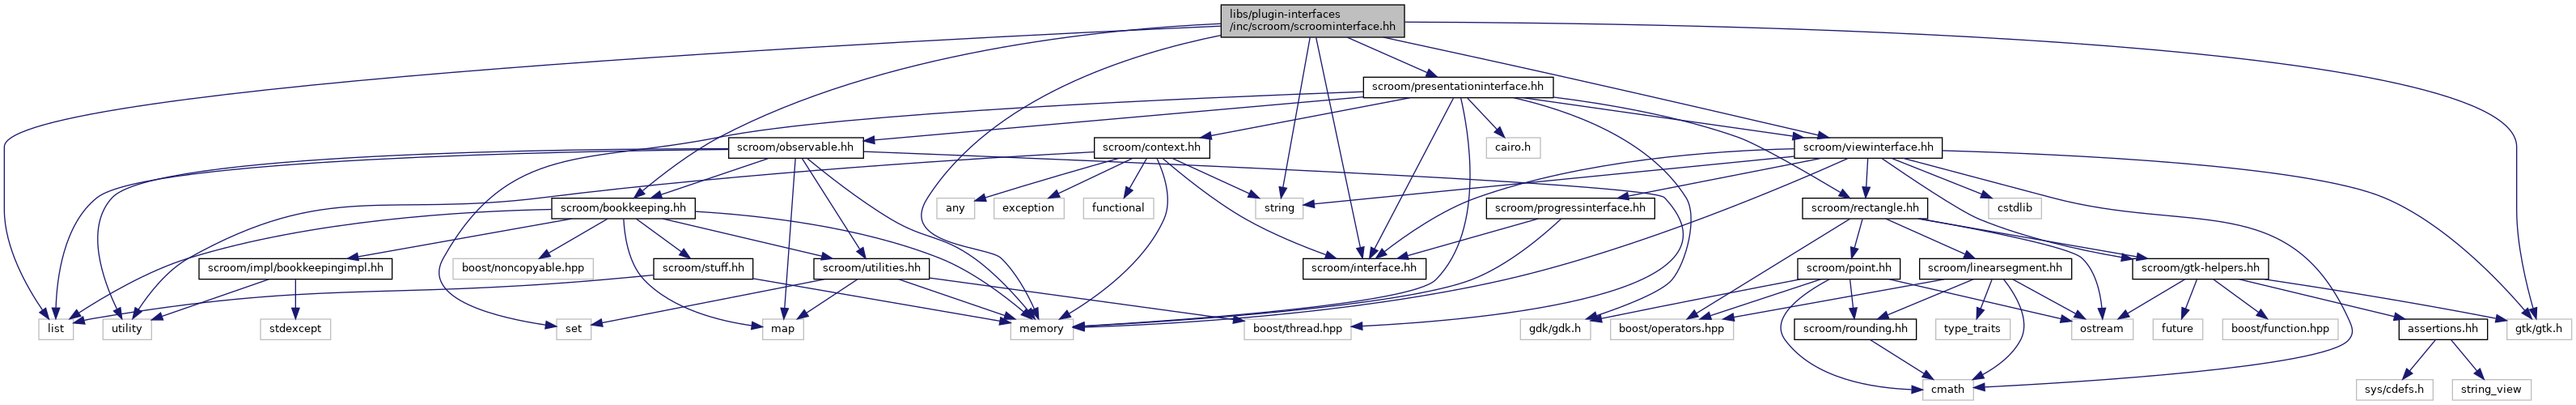 libs/plugin-interfaces
/inc/scroom/scroominterface.hh
scroom/presentationinterface.hh
scroom/observable.hh
scroom/context.hh
cairo.h
scroom/viewinterface.hh
scroom/bookkeeping.hh
any
exception
functional
string
scroom/progressinterface.hh
scroom/rectangle.hh
cstdlib
scroom/impl/bookkeepingimpl.hh
boost/noncopyable.hpp
scroom/stuff.hh
scroom/utilities.hh
scroom/interface.hh
scroom/point.hh
scroom/linearsegment.hh
scroom/gtk-helpers.hh
list
utility
stdexcept
set
map
memory
boost/thread.hpp
gdk/gdk.h
boost/operators.hpp
scroom/rounding.hh
type_traits
ostream
future
boost/function.hpp
assertions.hh
gtk/gtk.h
cmath
sys/cdefs.h
string_view